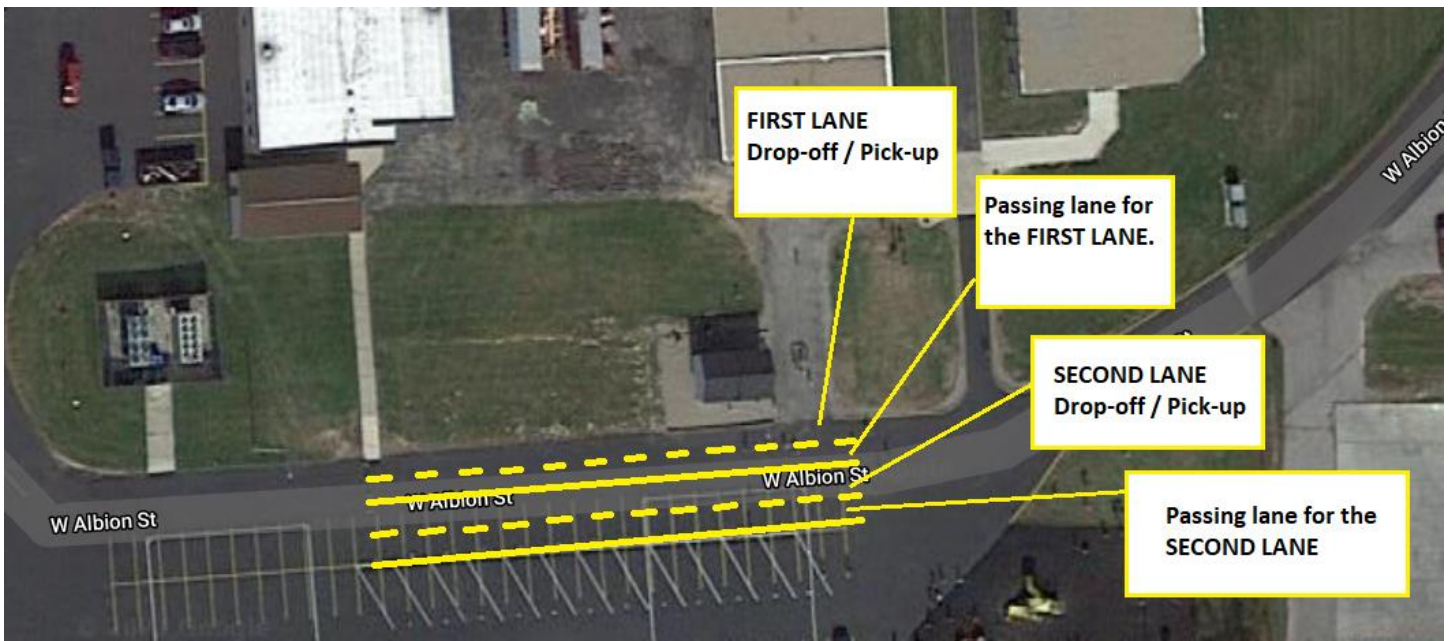 FIRST LANE
Drop-off / Pick-up
Passing lane for
the FIRST LANE.
W Albion
SECOND LANE
Drop-off / Pick-up
W Albion St
W Albion St
W Albion St
Passing lane for the
SECOND LANE